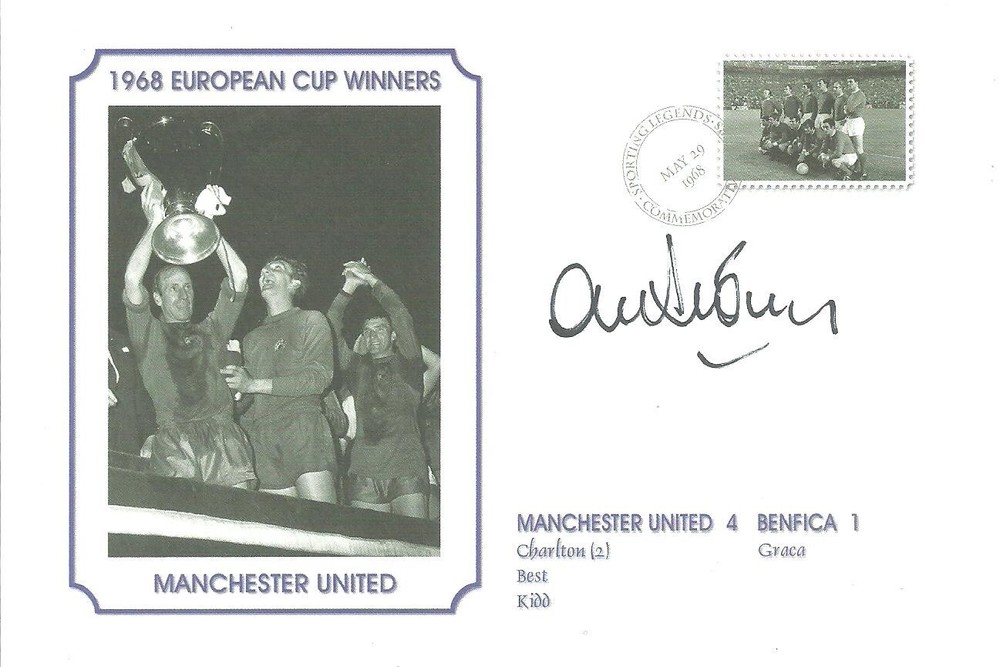 1968 EUROPEAN CUP WINNERS
MANCHESTER UNITED
SPORTING LEGENDS
MAY 29
1968
MANCHESTER UNITED 4 BENFICA 1
Charlton (2) Graca
Best
Kidd